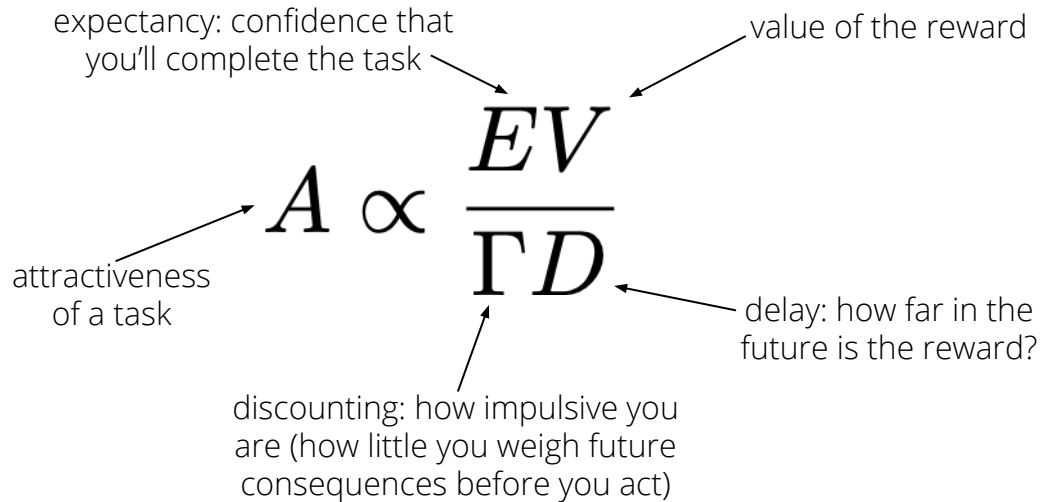 expectancy: confidence that
you'll complete the task
value of the reward
A ∝ EV / ΓD
attractiveness
of a task
delay: how far in the
future is the reward?
discounting: how impulsive you
are (how little you weigh future
consequences before you act)